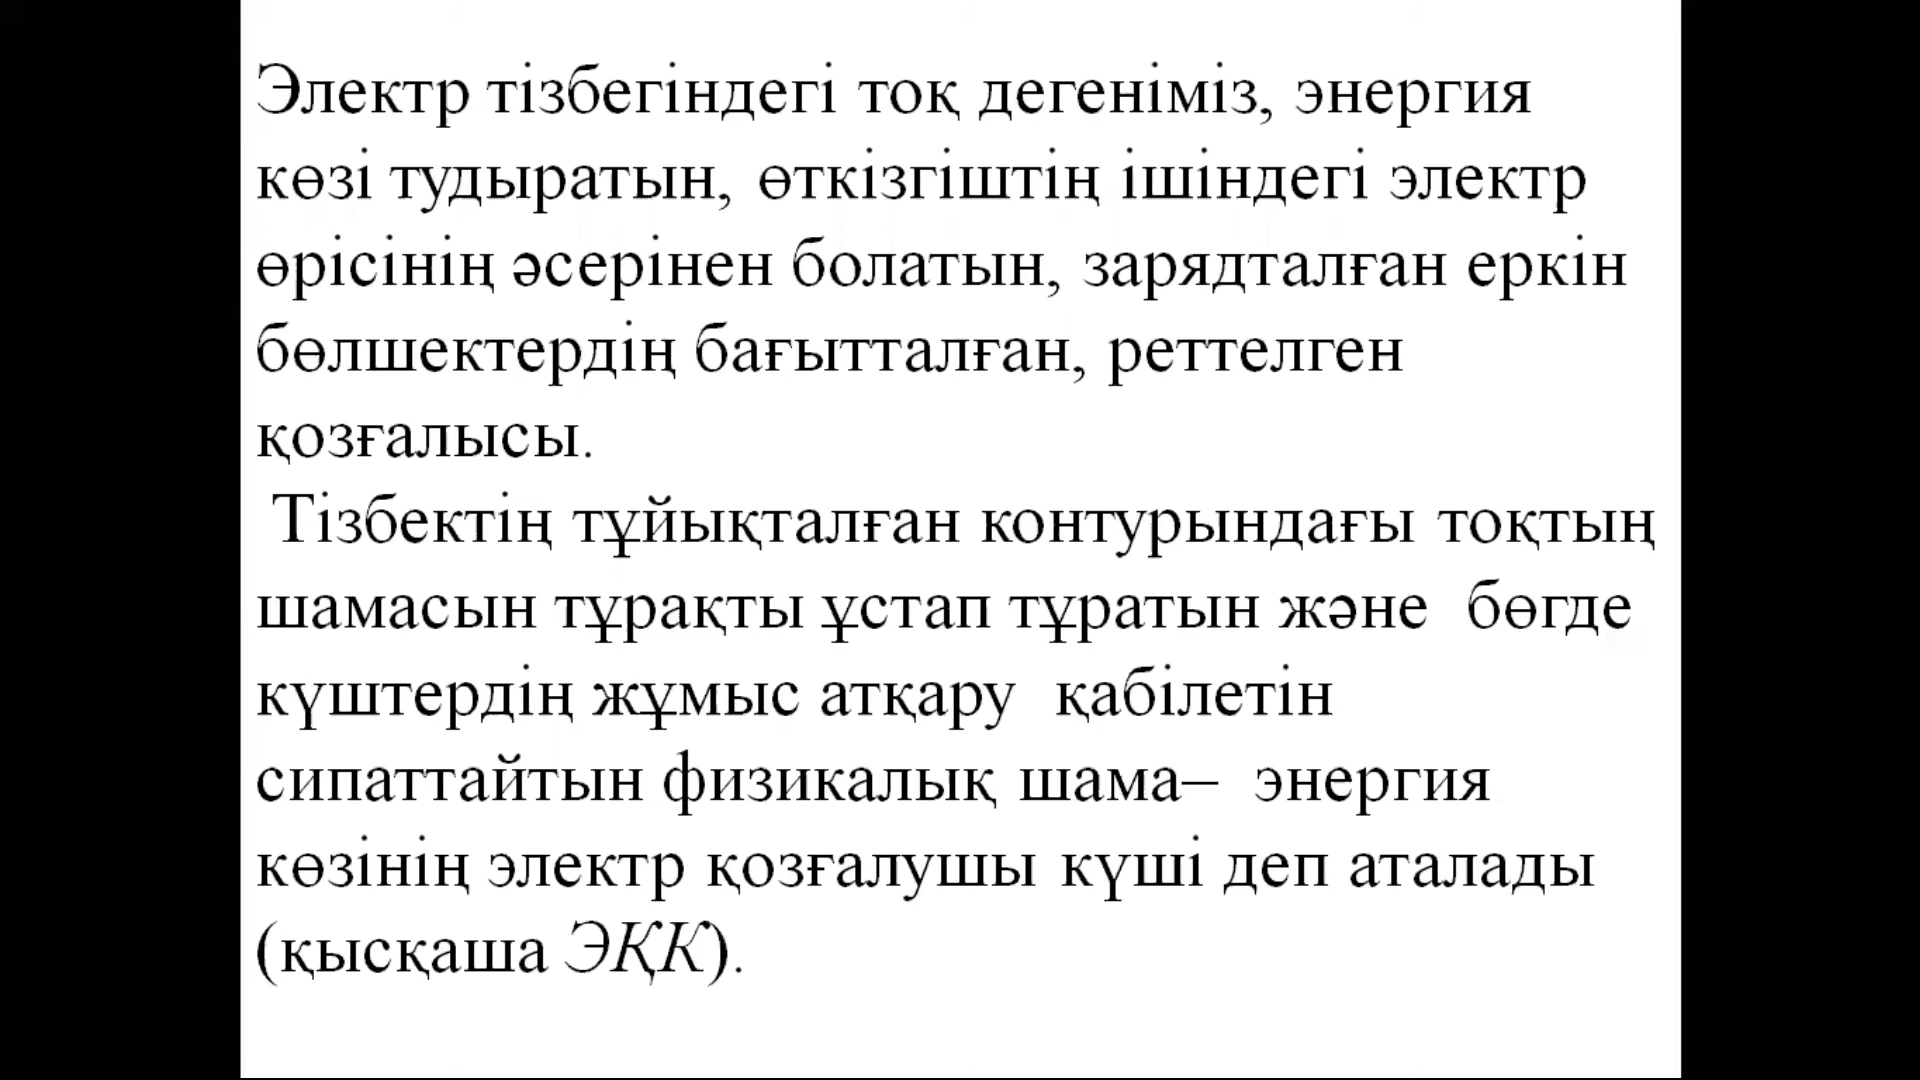 Электр тізбегіндегі тоқ дегеніміз, энергия
көзі тудыратын, өткізгіштің ішіндегі электр
өрісінің әсерінен болатын, зарядталған еркін
бөлшектердің бағытталған, реттелген
қозғалысы.
Тізбектің тұйықталған контурындағы тоқтың
шамасын тұрақты ұстап тұратын және бөгде
күштердің жұмыс атқару қабілетін
сипаттайтын физикалық шама– энергия
көзінің электр қозғалушы күші деп аталады
(қысқаша ЭҚК).